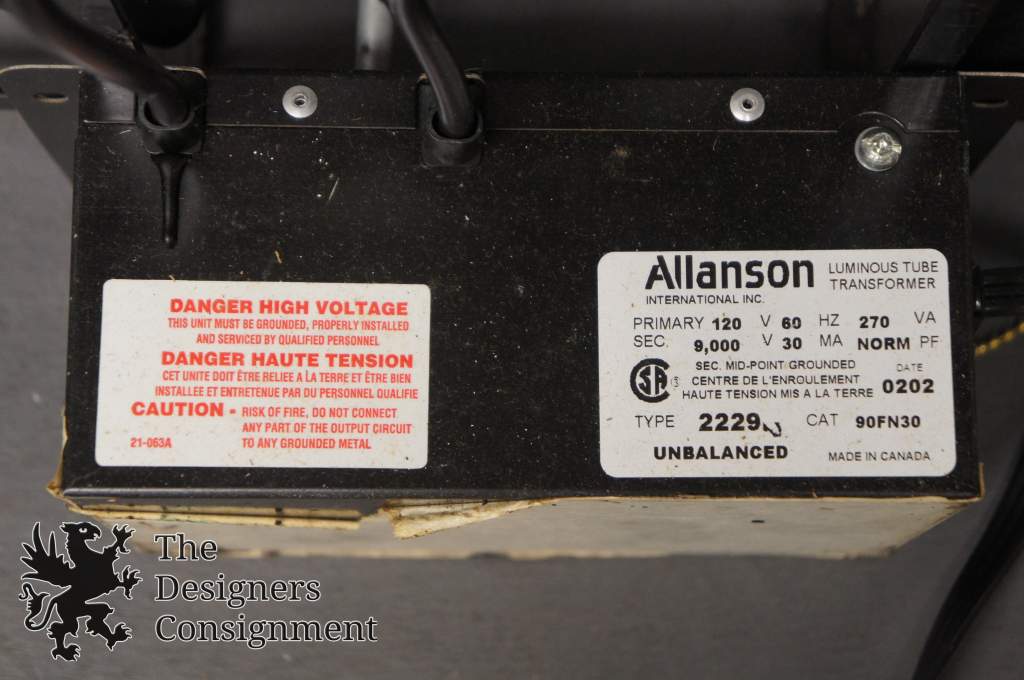 DANGER HIGH VOLTAGE
THIS UNIT MUST BE GROUNDED, PROPERLY INSTALLED
AND SERVICED BY QUALIFIED PERSONNEL
DANGER HAUTE TENSION
CET UNITE DOIT ÊTRE RELIEE A LA TERRE ET ÊTRE BIEN
INSTALLEE ET ENTRETENUE PAR DU PERSONNEL QUALIFIE
CAUTION - RISK OF FIRE, DO NOT CONNECT
ANY PART OF THE OUTPUT CIRCUIT
21-063A TO ANY GROUNDED METAL
Allanson LUMINOUS TUBE
TRANSFORMER
INTERNATIONAL INC.
PRIMARY 120 V 60 HZ 270 VA
SEC. 9,000 V 30 MA NORM PF
SEC. MID-POINT GROUNDED
CENTRE DE L'ENROULEMENT
HAUTE TENSION MIS A LA TERRE
DATE
0202
TYPE 2229 CAT 90FN30
UNBALANCED MADE IN CANADA
The
Designers
Consignment